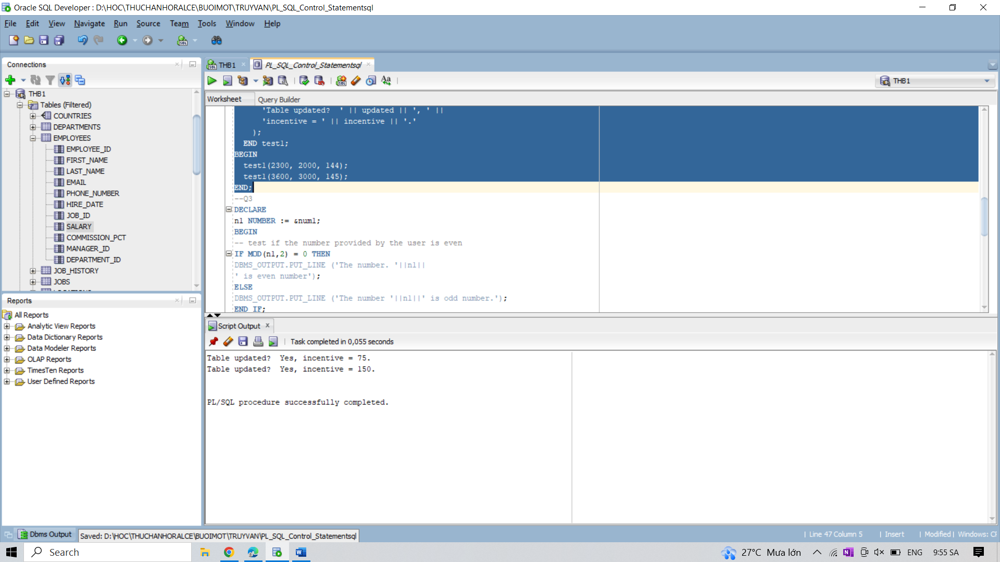 Oracle SQL Developer : D:\HOC\THUCHANHORALCE\BUOIMOT\TRUYVAN\PL_SQL_Control_Statementsql
File Edit View Navigate Run Source Team Tools Window Help
Connections
THB1
Tables (Filtered)
COUNTRIES
DEPARTMENTS
EMPLOYEES
EMPLOYEE_ID
FIRST_NAME
LAST_NAME
EMAIL
PHONE_NUMBER
HIRE_DATE
JOB_ID
SALARY
COMMISSION_PCT
MANAGER_ID
DEPARTMENT_ID
JOB_HISTORY
JOBS
Reports
All Reports
Analytic View Reports
Data Dictionary Reports
Data Modeler Reports
OLAP Reports
TimesTen Reports
User Defined Reports
THB1 PL_SQL_Control_Statementsql
THB1
Worksheet Query Builder
'Table updated?  ' || updated || ', ' ||
'incentive = ' || incentive || '.'
);
END test1;
BEGIN
test1(2300, 2000, 144);
test1(3600, 3000, 145);
END;
--Q3
DECLARE
n1 NUMBER := &num1;
BEGIN
-- test if the number provided by the user is even
IF MOD(n1,2) = 0 THEN
DBMS_OUTPUT.PUT_LINE ('The number. '||n1||
' is even number');
ELSE
DBMS_OUTPUT.PUT_LINE ('The number '||n1||' is odd number.');
END IF;
Script Output
Task completed in 0,055 seconds
Table updated?  Yes, incentive = 75.
Table updated?  Yes, incentive = 150.
PL/SQL procedure successfully completed.
Dbms Output
Saved: D:\HOC\THUCHANHORALCE\BUOIMOT\TRUYVAN\PL_SQL_Control_Statementsql
| Line 47 Column 5 | Insert | Modified | Windows: CR
Search
27°C Mưa lớn
ENG
9:55 SA